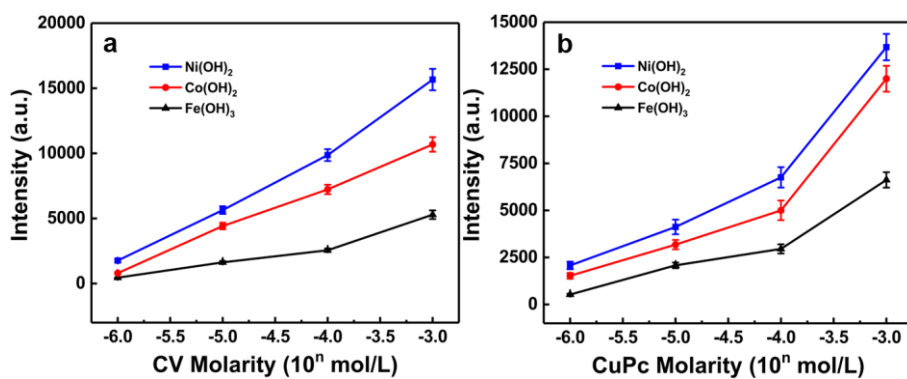 a
Ni(OH)₂
Co(OH)₂
Fe(OH)₃
Intensity (a.u.)
20000
15000
10000
5000
0
-6.0 -5.5 -5.0 -4.5 -4.0 -3.5 -3.0
CV Molarity (10ⁿ mol/L)
b
Ni(OH)₂
Co(OH)₂
Fe(OH)₃
Intensity (a.u.)
15000
12500
10000
7500
5000
2500
0
-6.0 -5.5 -5.0 -4.5 -4.0 -3.5 -3.0
CuPc Molarity (10ⁿ mol/L)